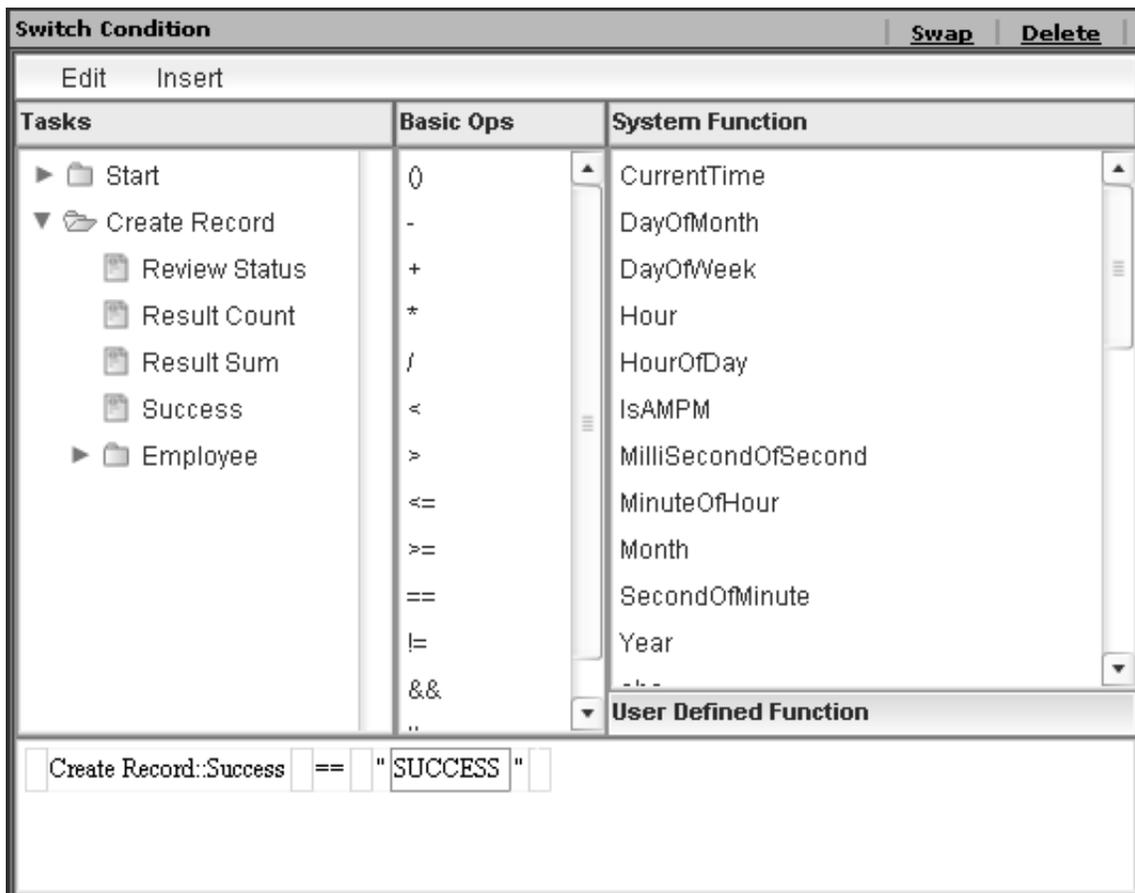 Switch Condition Swap Delete
Edit Insert
Tasks Basic Ops System Function
Start () CurrentTime
Create Record - DayOfMonth
Review Status + DayOfWeek
Result Count * Hour
Result Sum / HourOfDay
Success < IsAMPM
Employee > MilliSecondOfSecond
<= MinuteOfHour
>= Month
== SecondOfMinute
!= Year
&&
User Defined Function
Create Record::Success == "SUCCESS"